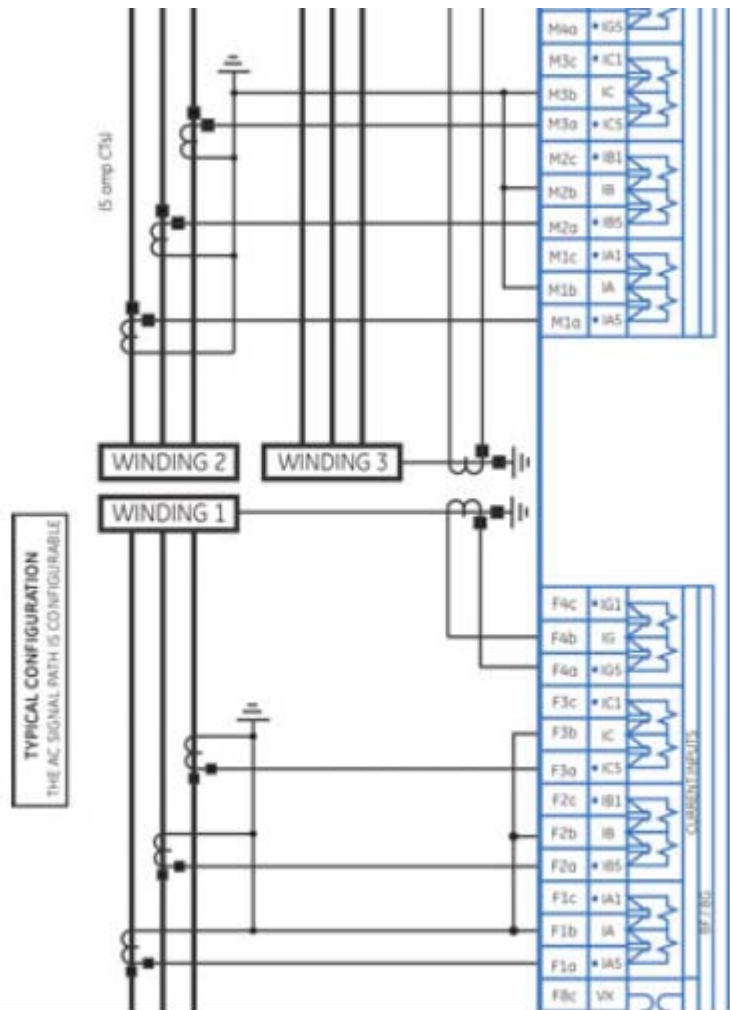 M4a • IG5
M3c • IC1
M3b IC
M3a • IC5
M2c • IB1
M2b IB
M2a • IB5
M1c • IA1
M1b IA
M1a • IA5
(5 amp CTs)
WINDING 2
WINDING 3
WINDING 1
TYPICAL CONFIGURATION
THE AC SIGNAL PATH IS CONFIGURABLE
F4c • IG1
F4b IG
F4a • IG5
F3c • IC1
F3b IC
F3a • IC5
F2c • IB1
F2b IB
F2a • IB5
F1c • IA1
F1b IA
F1a • IA5
F8c VX
CURRENT INPUTS
8F / 8G